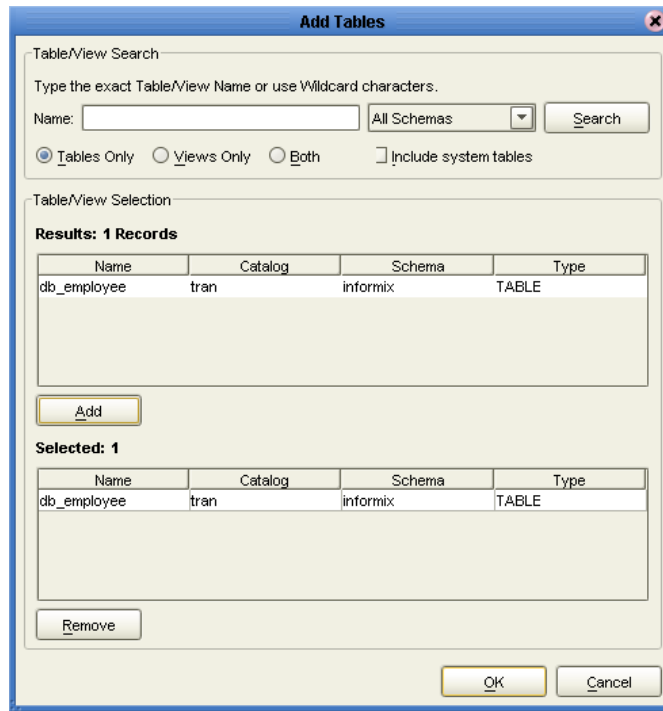 Add Tables
Table/View Search
Type the exact Table/View Name or use Wildcard characters.
Name: All Schemas Search
Tables Only Views Only Both Include system tables
Table/View Selection
Results: 1 Records
Name Catalog Schema Type
db_employee tran informix TABLE
Add
Selected: 1
Name Catalog Schema Type
db_employee tran informix TABLE
Remove
OK Cancel